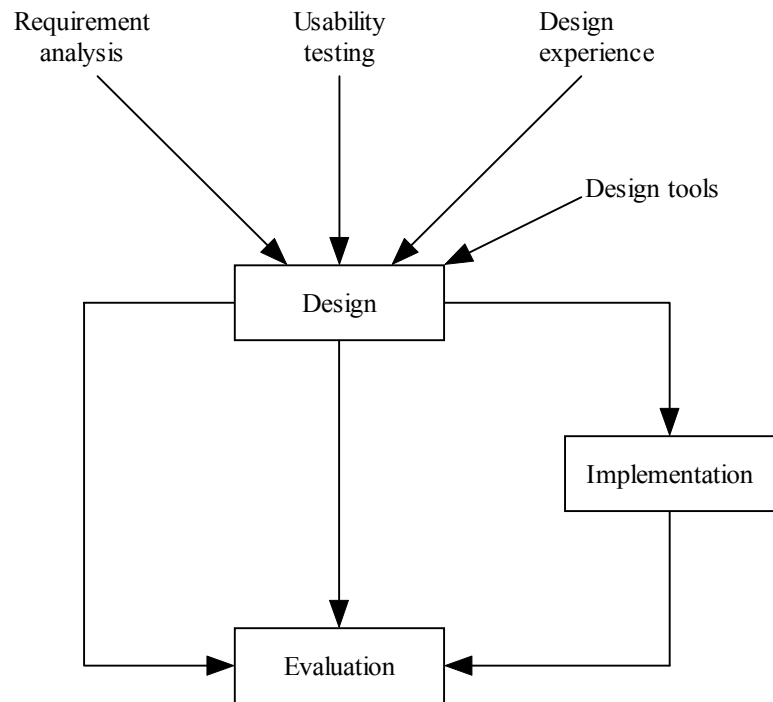 Requirement
analysis
Usability
testing
Design
experience
Design tools
Design
Implementation
Evaluation